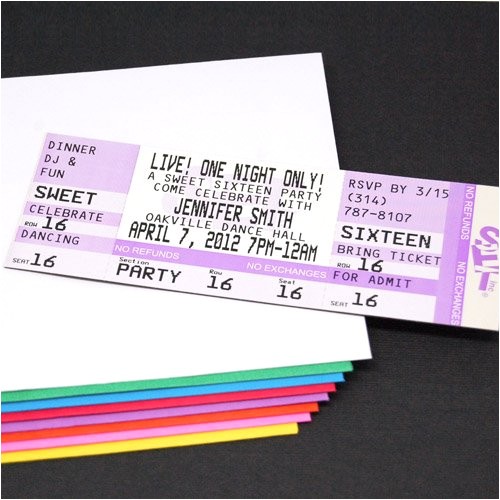 DINNER
DJ &
FUN
SWEET
CELEBRATE
ROW 16
DANCING
SEAT 16
LIVE! ONE NIGHT ONLY!
A SWEET SIXTEEN PARTY
COME CELEBRATE WITH
JENNIFER SMITH
OAKVILLE DANCE HALL
APRIL 7, 2012 7PM-12AM
NO REFUNDS NO EXCHANGES
Section Row Seat
PARTY 16 16
RSVP BY 3/15
(314)
787-8107
SIXTEEN
BRING TICKET
ROW 16
FOR ADMIT
SEAT 16
NO REFUNDS
NO EXCHANGES
inc